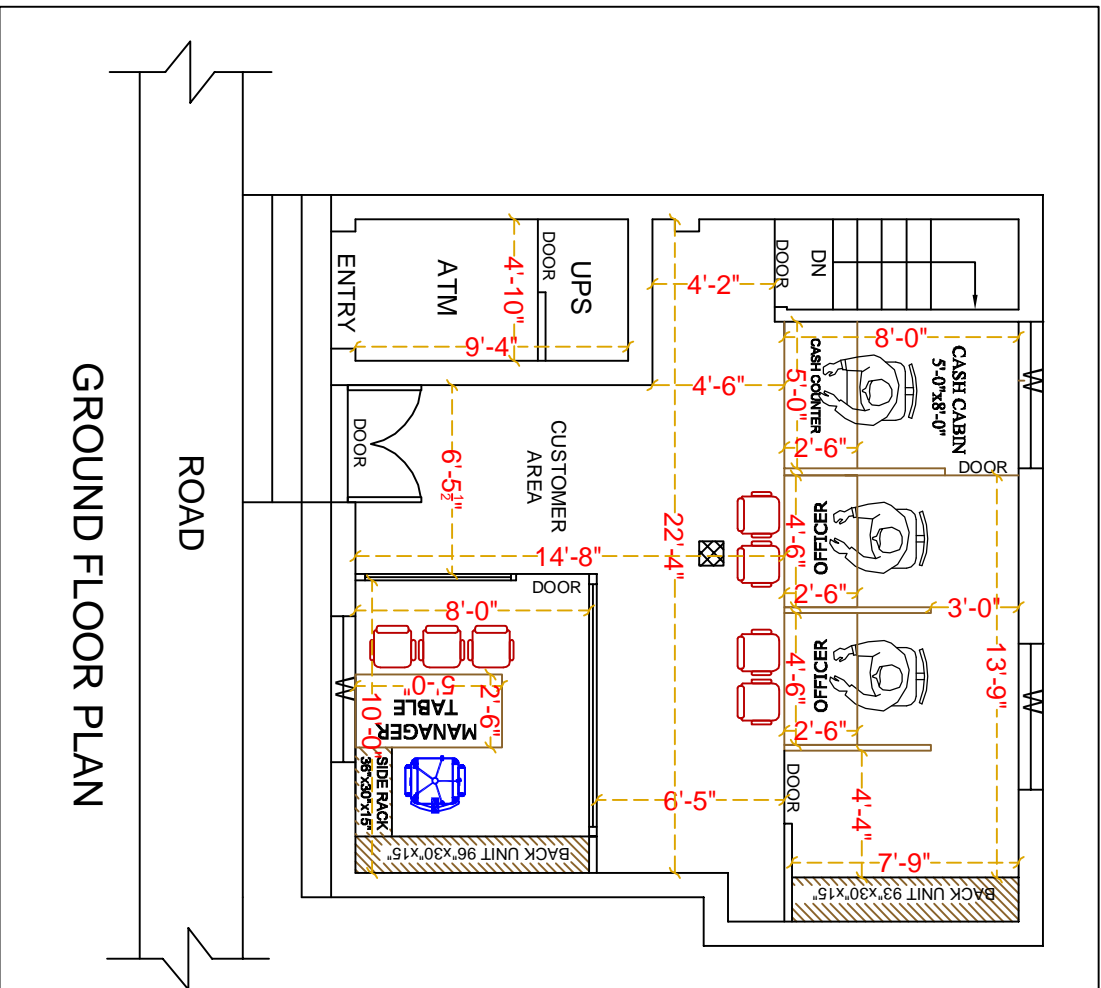 DN
DOOR
8'-0"
CASH CABIN
5'-0"x8'-0"
CASH COUNTER
5'-0"
2'-6"
DOOR
W
UPS
DOOR
4'-10"
ATM
9'-4"
ENTRY
4'-2"
4'-6"
DOOR
6'-5½"
CUSTOMER
AREA
22'-4"
14'-8"
OFFICER
4'-6"
2'-6"
3'-0"
OFFICER
4'-6"
2'-6"
13'-9"
W
DOOR
8'-0"
5'-0"
2'-6"
MANAGER
TABLE
10'-0"
W
SIDE RACK
36"x30"x15"
BACK UNIT 96"x30"x15"
6'-5"
DOOR
4'-4"
7'-9"
BACK UNIT 93"x30"x15"
ROAD
GROUND FLOOR PLAN